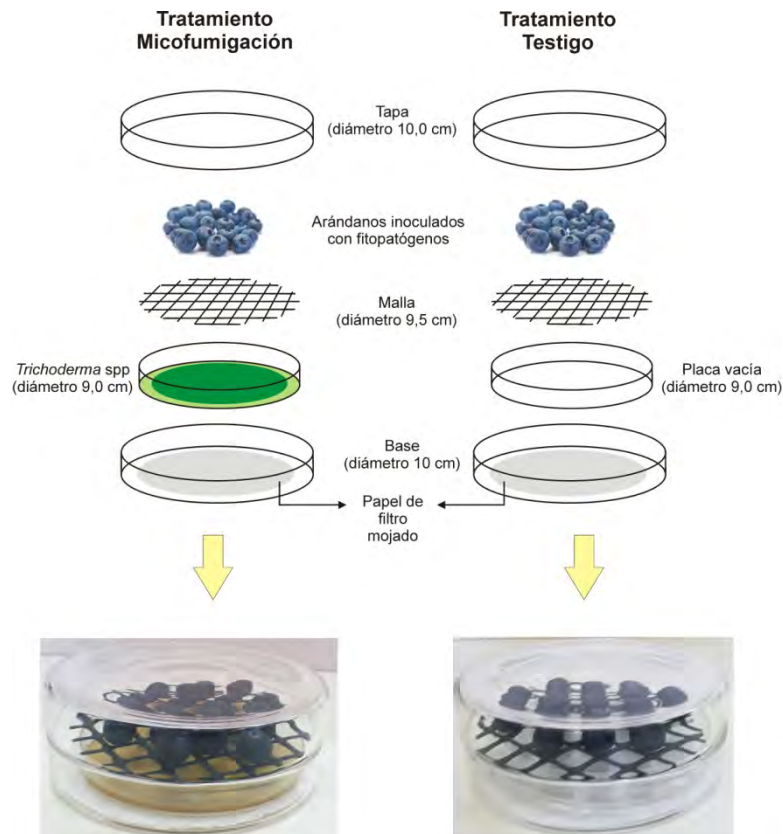 Tratamiento
Micofumigación
Tratamiento
Testigo
Tapa
(diámetro 10,0 cm)
Arándanos inoculados
con fitopatógenos
Malla
(diámetro 9,5 cm)
Trichoderma spp
(diámetro 9,0 cm)
Placa vacía
(diámetro 9,0 cm)
Base
(diámetro 10 cm)
Papel de
filtro
mojado